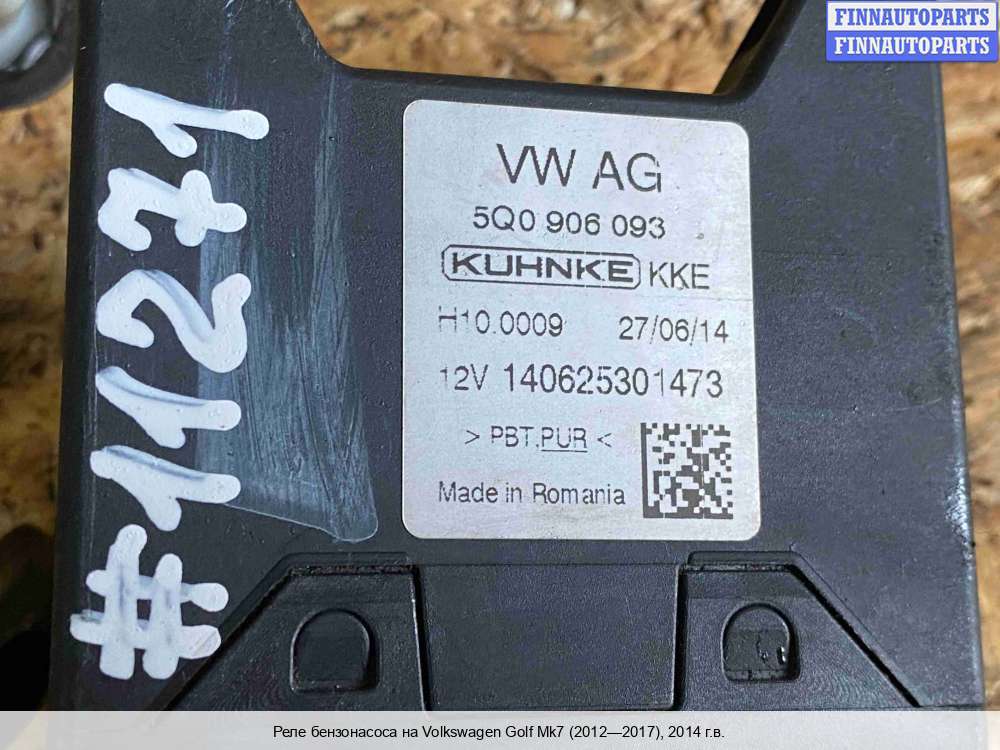 FINNAUTOPARTS
FINNAUTOPARTS
VW AG
5Q0 906 093
KUHNKE KKE
H10.0009 27/06/14
12V 140625301473
> PBT,PUR <
Made in Romania
#11271
Реле бензонасоса на Volkswagen Golf Mk7 (2012—2017), 2014 г.в.